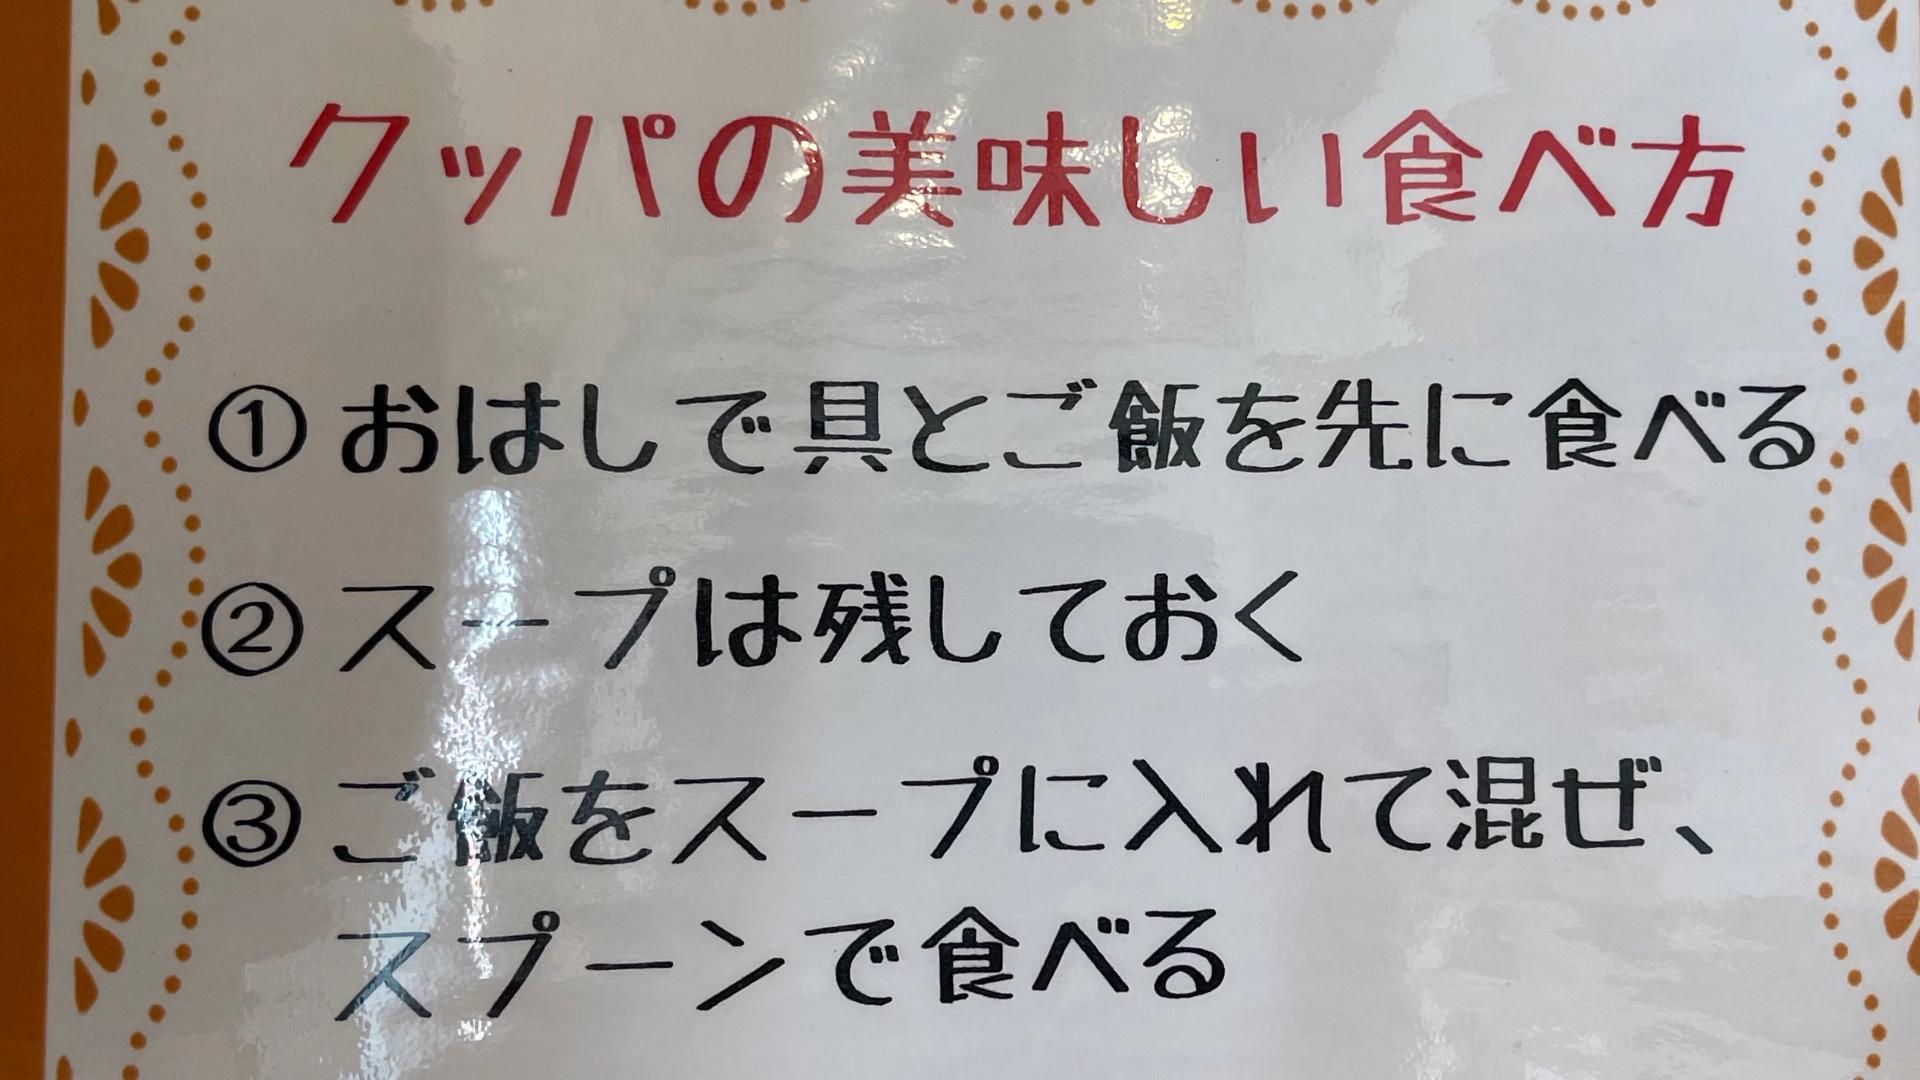 クッパの美味しい食べ方
①おはしで具とご飯を先に食べる
②スープは残しておく
③ご飯をスープに入れて混ぜ、
スプーンで食べる